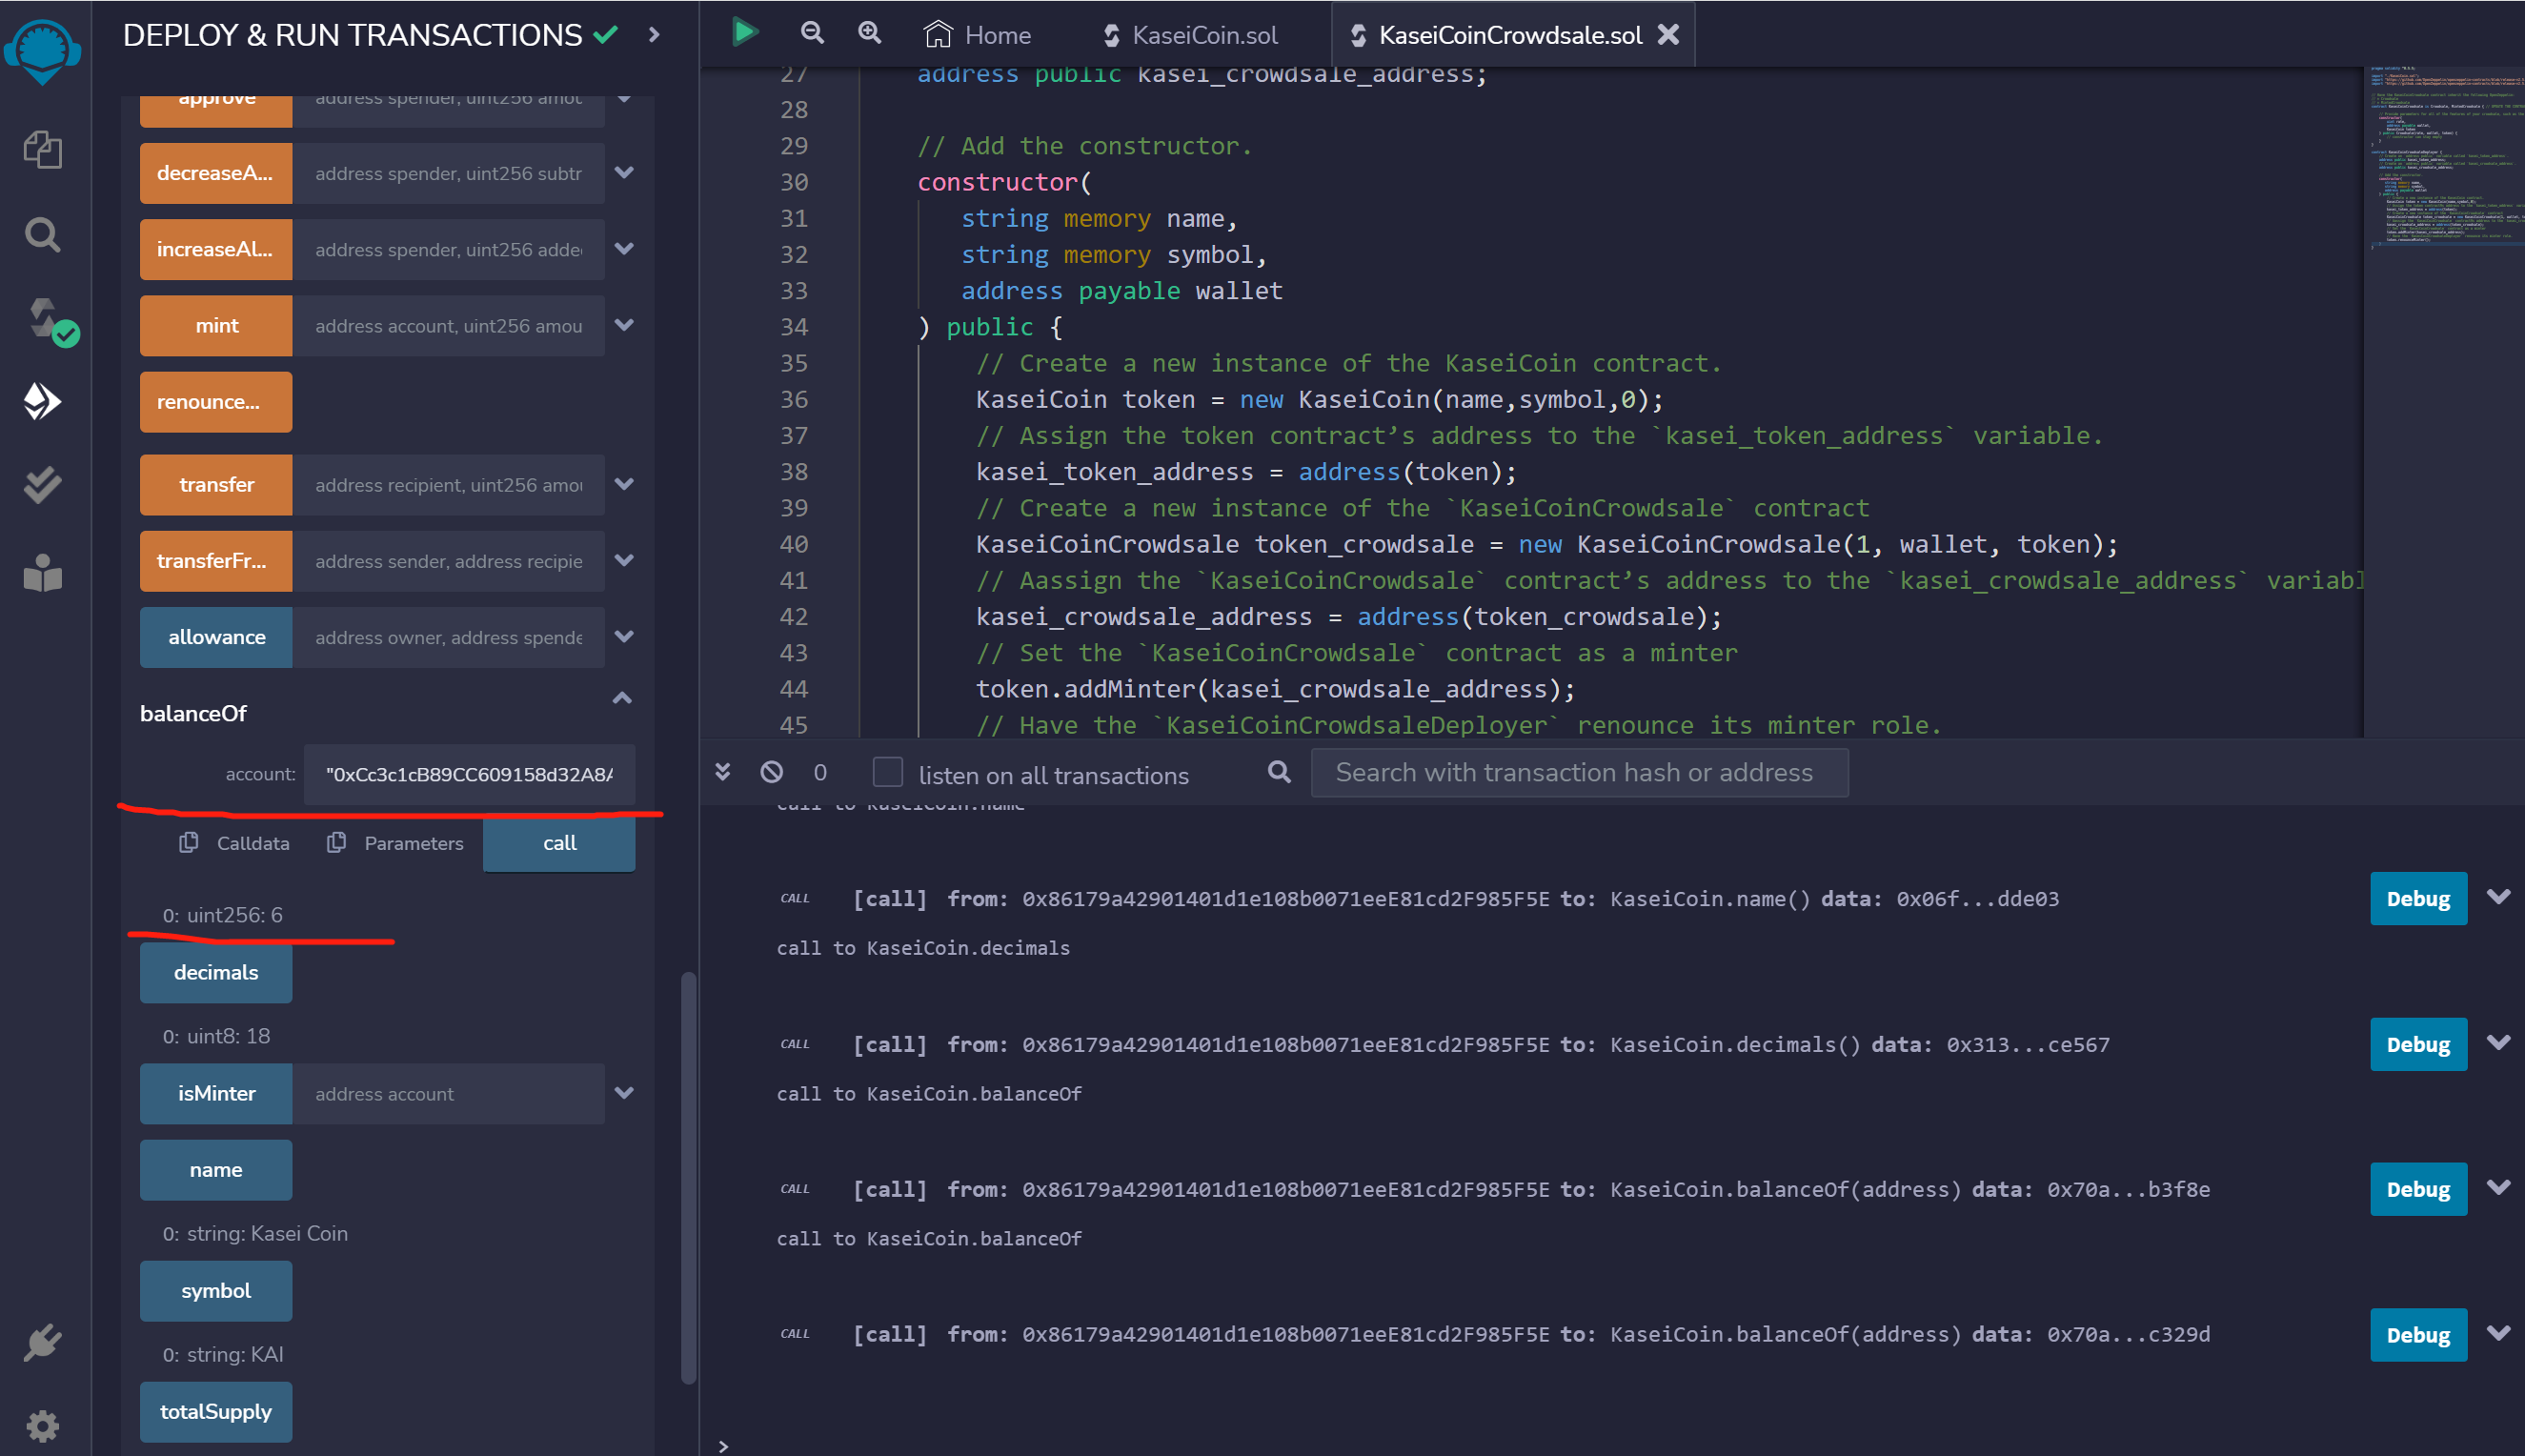 DEPLOY & RUN TRANSACTIONS
approve address spender, uint256 amou
decreaseA... address spender, uint256 subtr
increaseAl... address spender, uint256 added
mint address account, uint256 amou
renounce...
transfer address recipient, uint256 amou
transferFr... address sender, address recipie
allowance address owner, address spende
balanceOf
account: "0xCc3c1cB89CC609158d32A8A
Calldata Parameters call
0: uint256: 6
decimals
0: uint8: 18
isMinter address account
name
0: string: Kasei Coin
symbol
0: string: KAI
totalSupply
Home KaseiCoin.sol KaseiCoinCrowdsale.sol
27 address public kasei_crowdsale_address;
28
29 // Add the constructor.
30 constructor(
31 string memory name,
32 string memory symbol,
33 address payable wallet
34 ) public {
35 // Create a new instance of the KaseiCoin contract.
36 KaseiCoin token = new KaseiCoin(name,symbol,0);
37 // Assign the token contract’s address to the `kasei_token_address` variable.
38 kasei_token_address = address(token);
39 // Create a new instance of the `KaseiCoinCrowdsale` contract
40 KaseiCoinCrowdsale token_crowdsale = new KaseiCoinCrowdsale(1, wallet, token);
41 // Aassign the `KaseiCoinCrowdsale` contract’s address to the `kasei_crowdsale_address` variabl
42 kasei_crowdsale_address = address(token_crowdsale);
43 // Set the `KaseiCoinCrowdsale` contract as a minter
44 token.addMinter(kasei_crowdsale_address);
45 // Have the `KaseiCoinCrowdsaleDeployer` renounce its minter role.
0 listen on all transactions Search with transaction hash or address
call to KaseiCoin.name
CALL [call] from: 0x86179a42901401d1e108b0071eeE81cd2F985F5E to: KaseiCoin.name() data: 0x06f...dde03 Debug
call to KaseiCoin.decimals
CALL [call] from: 0x86179a42901401d1e108b0071eeE81cd2F985F5E to: KaseiCoin.decimals() data: 0x313...ce567 Debug
call to KaseiCoin.balanceOf
CALL [call] from: 0x86179a42901401d1e108b0071eeE81cd2F985F5E to: KaseiCoin.balanceOf(address) data: 0x70a...b3f8e Debug
call to KaseiCoin.balanceOf
CALL [call] from: 0x86179a42901401d1e108b0071eeE81cd2F985F5E to: KaseiCoin.balanceOf(address) data: 0x70a...c329d Debug
>